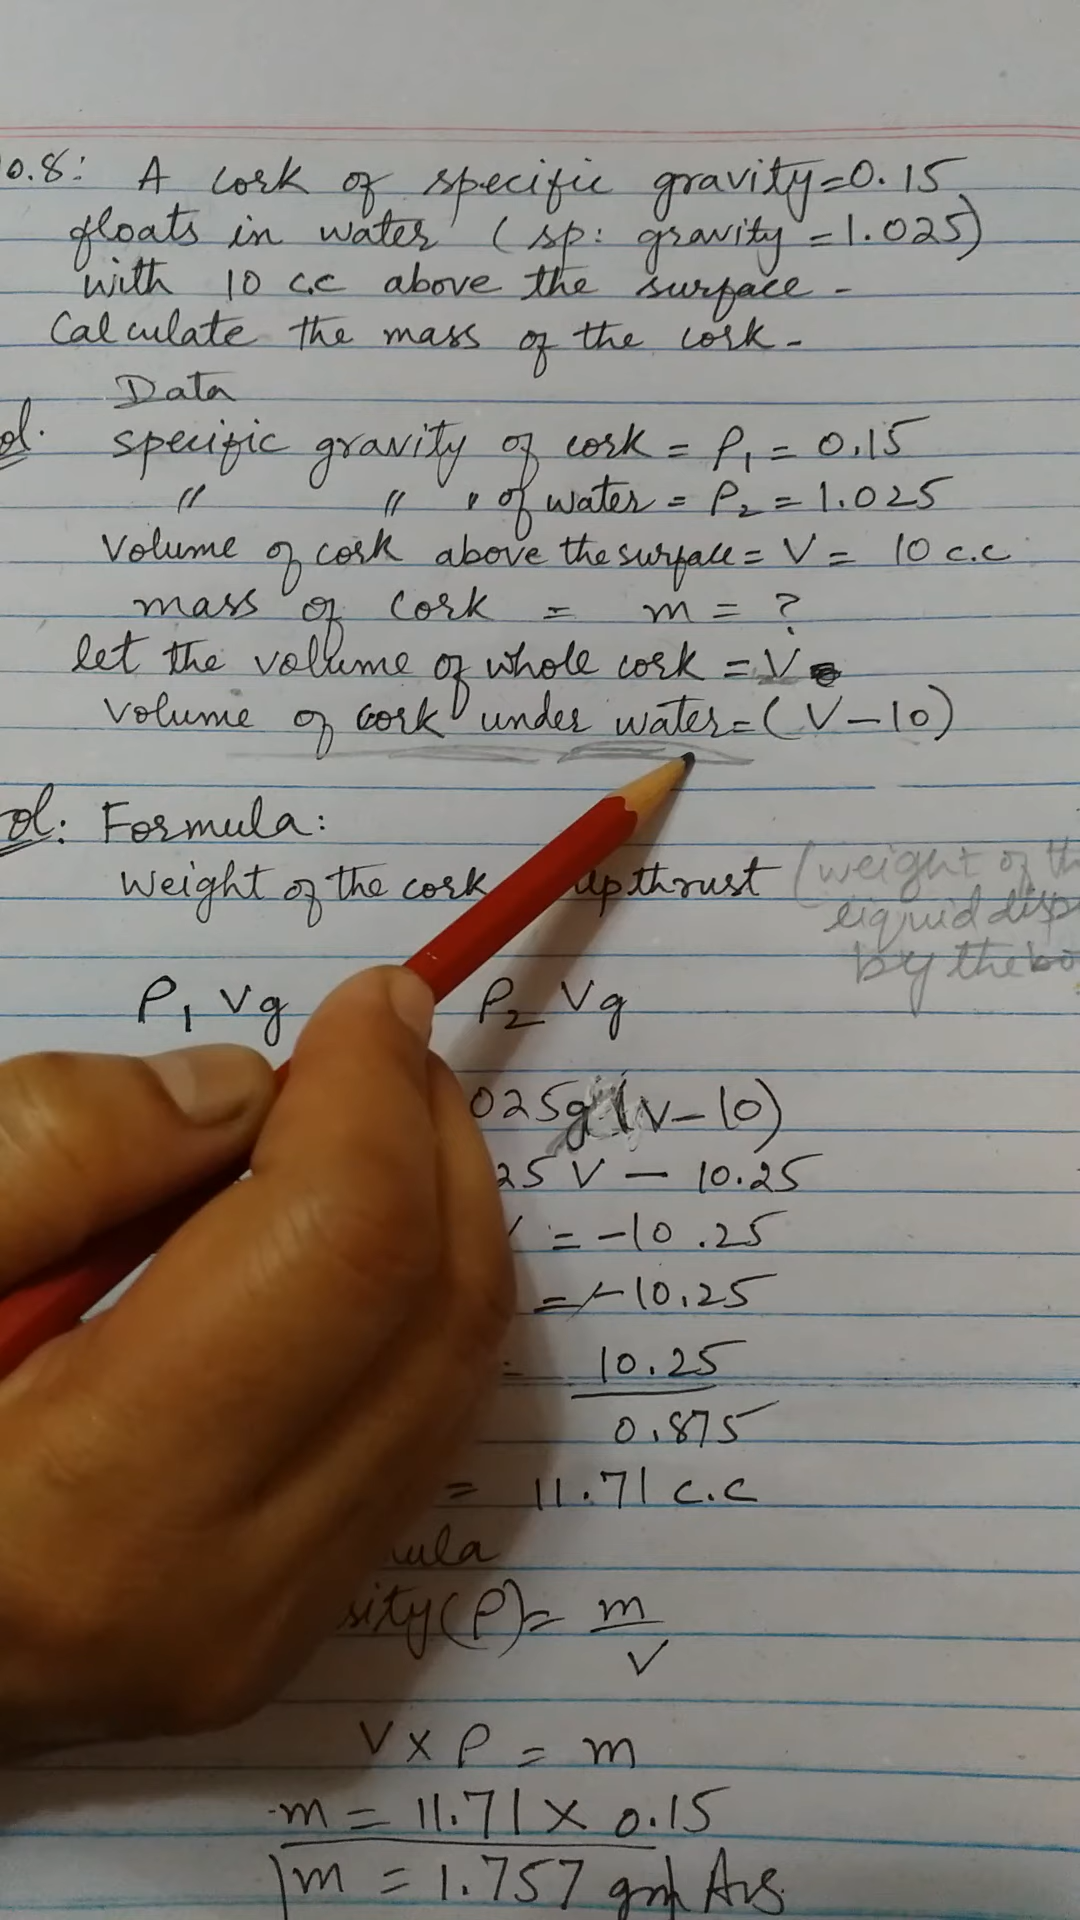 0.8: A cork of specific gravity=0.15
floats in water (sp: gravity =1.025)
with 10 c.c above the surface -
Calculate the mass of the cork -
Data
ol. specific gravity of cork = ρ₁ = 0.15
" " " of water = ρ₂ = 1.025
Volume of cork above the surface = V = 10 c.c
mass of cork = m = ?
let the volume of whole cork = V
Volume of cork under water = (V-10)
ol: Formula:
Weight of the cork upthrust (weight of th
liquid disp
by the bo
ρ₁ Vg ρ₂ Vg
025g (V-10)
25 V - 10.25
= -10.25
= -10.25
= 10.25
0.875
= 11.71 c.c
ula
sity (ρ) = m
V
V x ρ = m
m = 11.71 x 0.15
m = 1.757 gm Ans.